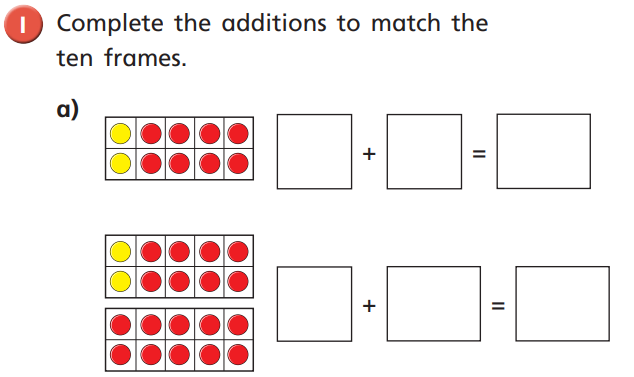 1 Complete the additions to match the
ten frames.
a)
+ =
+ =